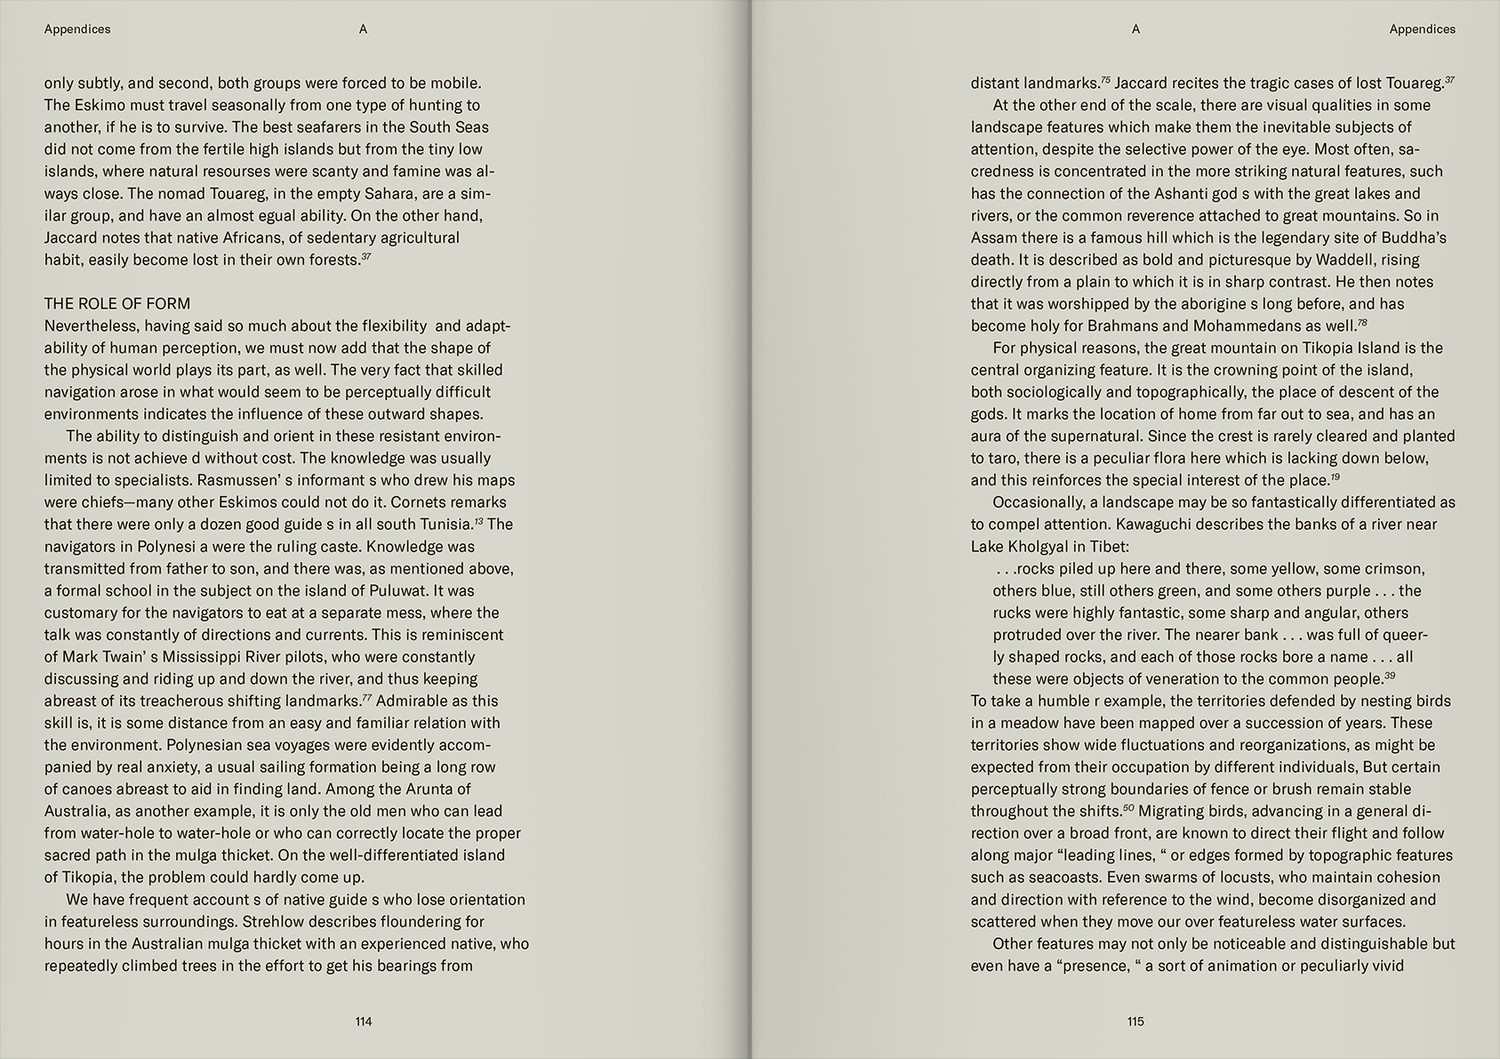 Appendices
A
only subtly, and second, both groups were forced to be mobile.
The Eskimo must travel seasonally from one type of hunting to
another, if he is to survive. The best seafarers in the South Seas
did not come from the fertile high islands but from the tiny low
islands, where natural resourses were scanty and famine was al-
ways close. The nomad Touareg, in the empty Sahara, are a sim-
ilar group, and have an almost egual ability. On the other hand,
Jaccard notes that native Africans, of sedentary agricultural
habit, easily become lost in their own forests.37
THE ROLE OF FORM
Nevertheless, having said so much about the flexibility  and adapt-
ability of human perception, we must now add that the shape of
the physical world plays its part, as well. The very fact that skilled
navigation arose in what would seem to be perceptually difficult
environments indicates the influence of these outward shapes.
The ability to distinguish and orient in these resistant environ-
ments is not achieve d without cost. The knowledge was usually
limited to specialists. Rasmussen’ s informant s who drew his maps
were chiefs—many other Eskimos could not do it. Cornets remarks
that there were only a dozen good guide s in all south Tunisia.13 The
navigators in Polynesi a were the ruling caste. Knowledge was
transmitted from father to son, and there was, as mentioned above,
a formal school in the subject on the island of Puluwat. It was
customary for the navigators to eat at a separate mess, where the
talk was constantly of directions and currents. This is reminiscent
of Mark Twain’ s Mississippi River pilots, who were constantly
discussing and riding up and down the river, and thus keeping
abreast of its treacherous shifting landmarks.77 Admirable as this
skill is, it is some distance from an easy and familiar relation with
the environment. Polynesian sea voyages were evidently accom-
panied by real anxiety, a usual sailing formation being a long row
of canoes abreast to aid in finding land. Among the Arunta of
Australia, as another example, it is only the old men who can lead
from water-hole to water-hole or who can correctly locate the proper
sacred path in the mulga thicket. On the well-differentiated island
of Tikopia, the problem could hardly come up.
We have frequent account s of native guide s who lose orientation
in featureless surroundings. Strehlow describes floundering for
hours in the Australian mulga thicket with an experienced native, who
repeatedly climbed trees in the effort to get his bearings from
114
A
Appendices
distant landmarks.75 Jaccard recites the tragic cases of lost Touareg.37
At the other end of the scale, there are visual qualities in some
landscape features which make them the inevitable subjects of
attention, despite the selective power of the eye. Most often, sa-
credness is concentrated in the more striking natural features, such
has the connection of the Ashanti god s with the great lakes and
rivers, or the common reverence attached to great mountains. So in
Assam there is a famous hill which is the legendary site of Buddha’s
death. It is described as bold and picturesque by Waddell, rising
directly from a plain to which it is in sharp contrast. He then notes
that it was worshipped by the aborigine s long before, and has
become holy for Brahmans and Mohammedans as well.78
For physical reasons, the great mountain on Tikopia Island is the
central organizing feature. It is the crowning point of the island,
both sociologically and topographically, the place of descent of the
gods. It marks the location of home from far out to sea, and has an
aura of the supernatural. Since the crest is rarely cleared and planted
to taro, there is a peculiar flora here which is lacking down below,
and this reinforces the special interest of the place.19
Occasionally, a landscape may be so fantastically differentiated as
to compel attention. Kawaguchi describes the banks of a river near
Lake Kholgyal in Tibet:
. . .rocks piled up here and there, some yellow, some crimson,
others blue, still others green, and some others purple . . . the
rucks were highly fantastic, some sharp and angular, others
protruded over the river. The nearer bank . . . was full of queer-
ly shaped rocks, and each of those rocks bore a name . . . all
these were objects of veneration to the common people.39
To take a humble r example, the territories defended by nesting birds
in a meadow have been mapped over a succession of years. These
territories show wide fluctuations and reorganizations, as might be
expected from their occupation by different individuals, But certain
perceptually strong boundaries of fence or brush remain stable
throughout the shifts.50 Migrating birds, advancing in a general di-
rection over a broad front, are known to direct their flight and follow
along major “leading lines, “ or edges formed by topographic features
such as seacoasts. Even swarms of locusts, who maintain cohesion
and direction with reference to the wind, become disorganized and
scattered when they move our over featureless water surfaces.
Other features may not only be noticeable and distinguishable but
even have a “presence, “ a sort of animation or peculiarly vivid
115